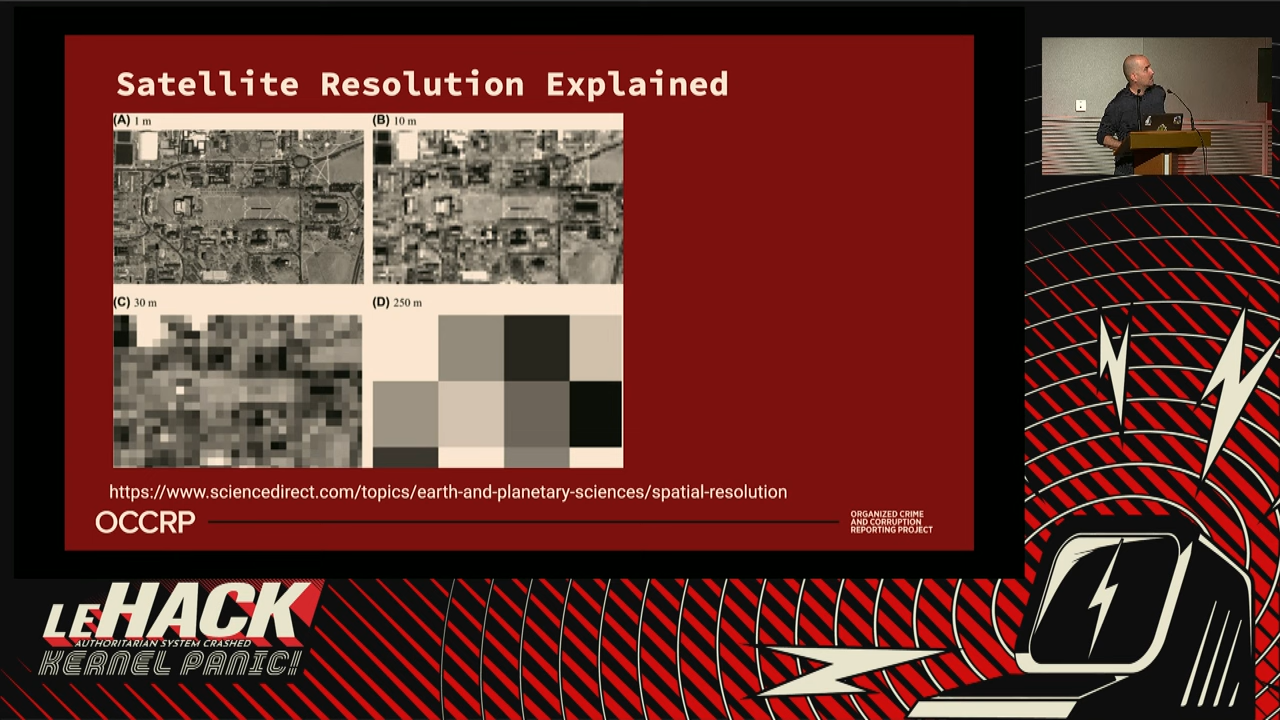 Satellite Resolution Explained
(A) 1 m
(B) 10 m
(C) 30 m
(D) 250 m
https://www.sciencedirect.com/topics/earth-and-planetary-sciences/spatial-resolution
OCCRP
ORGANIZED CRIME
AND CORRUPTION
REPORTING PROJECT
LEHACK
AUTHORITARIAN SYSTEM CRASHED
KERNEL PANIC!